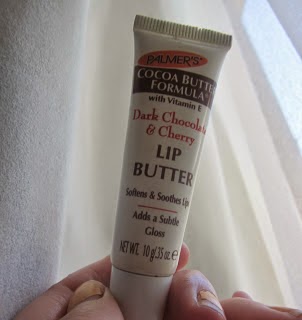 PALMER'S
COCOA BUTTER
FORMULA
with Vitamin E
Dark Chocolate
& Cherry
LIP
BUTTER
Softens & Soothes Lips
Adds a Subtle
Gloss
NET WT. 10g/.35 oz. e